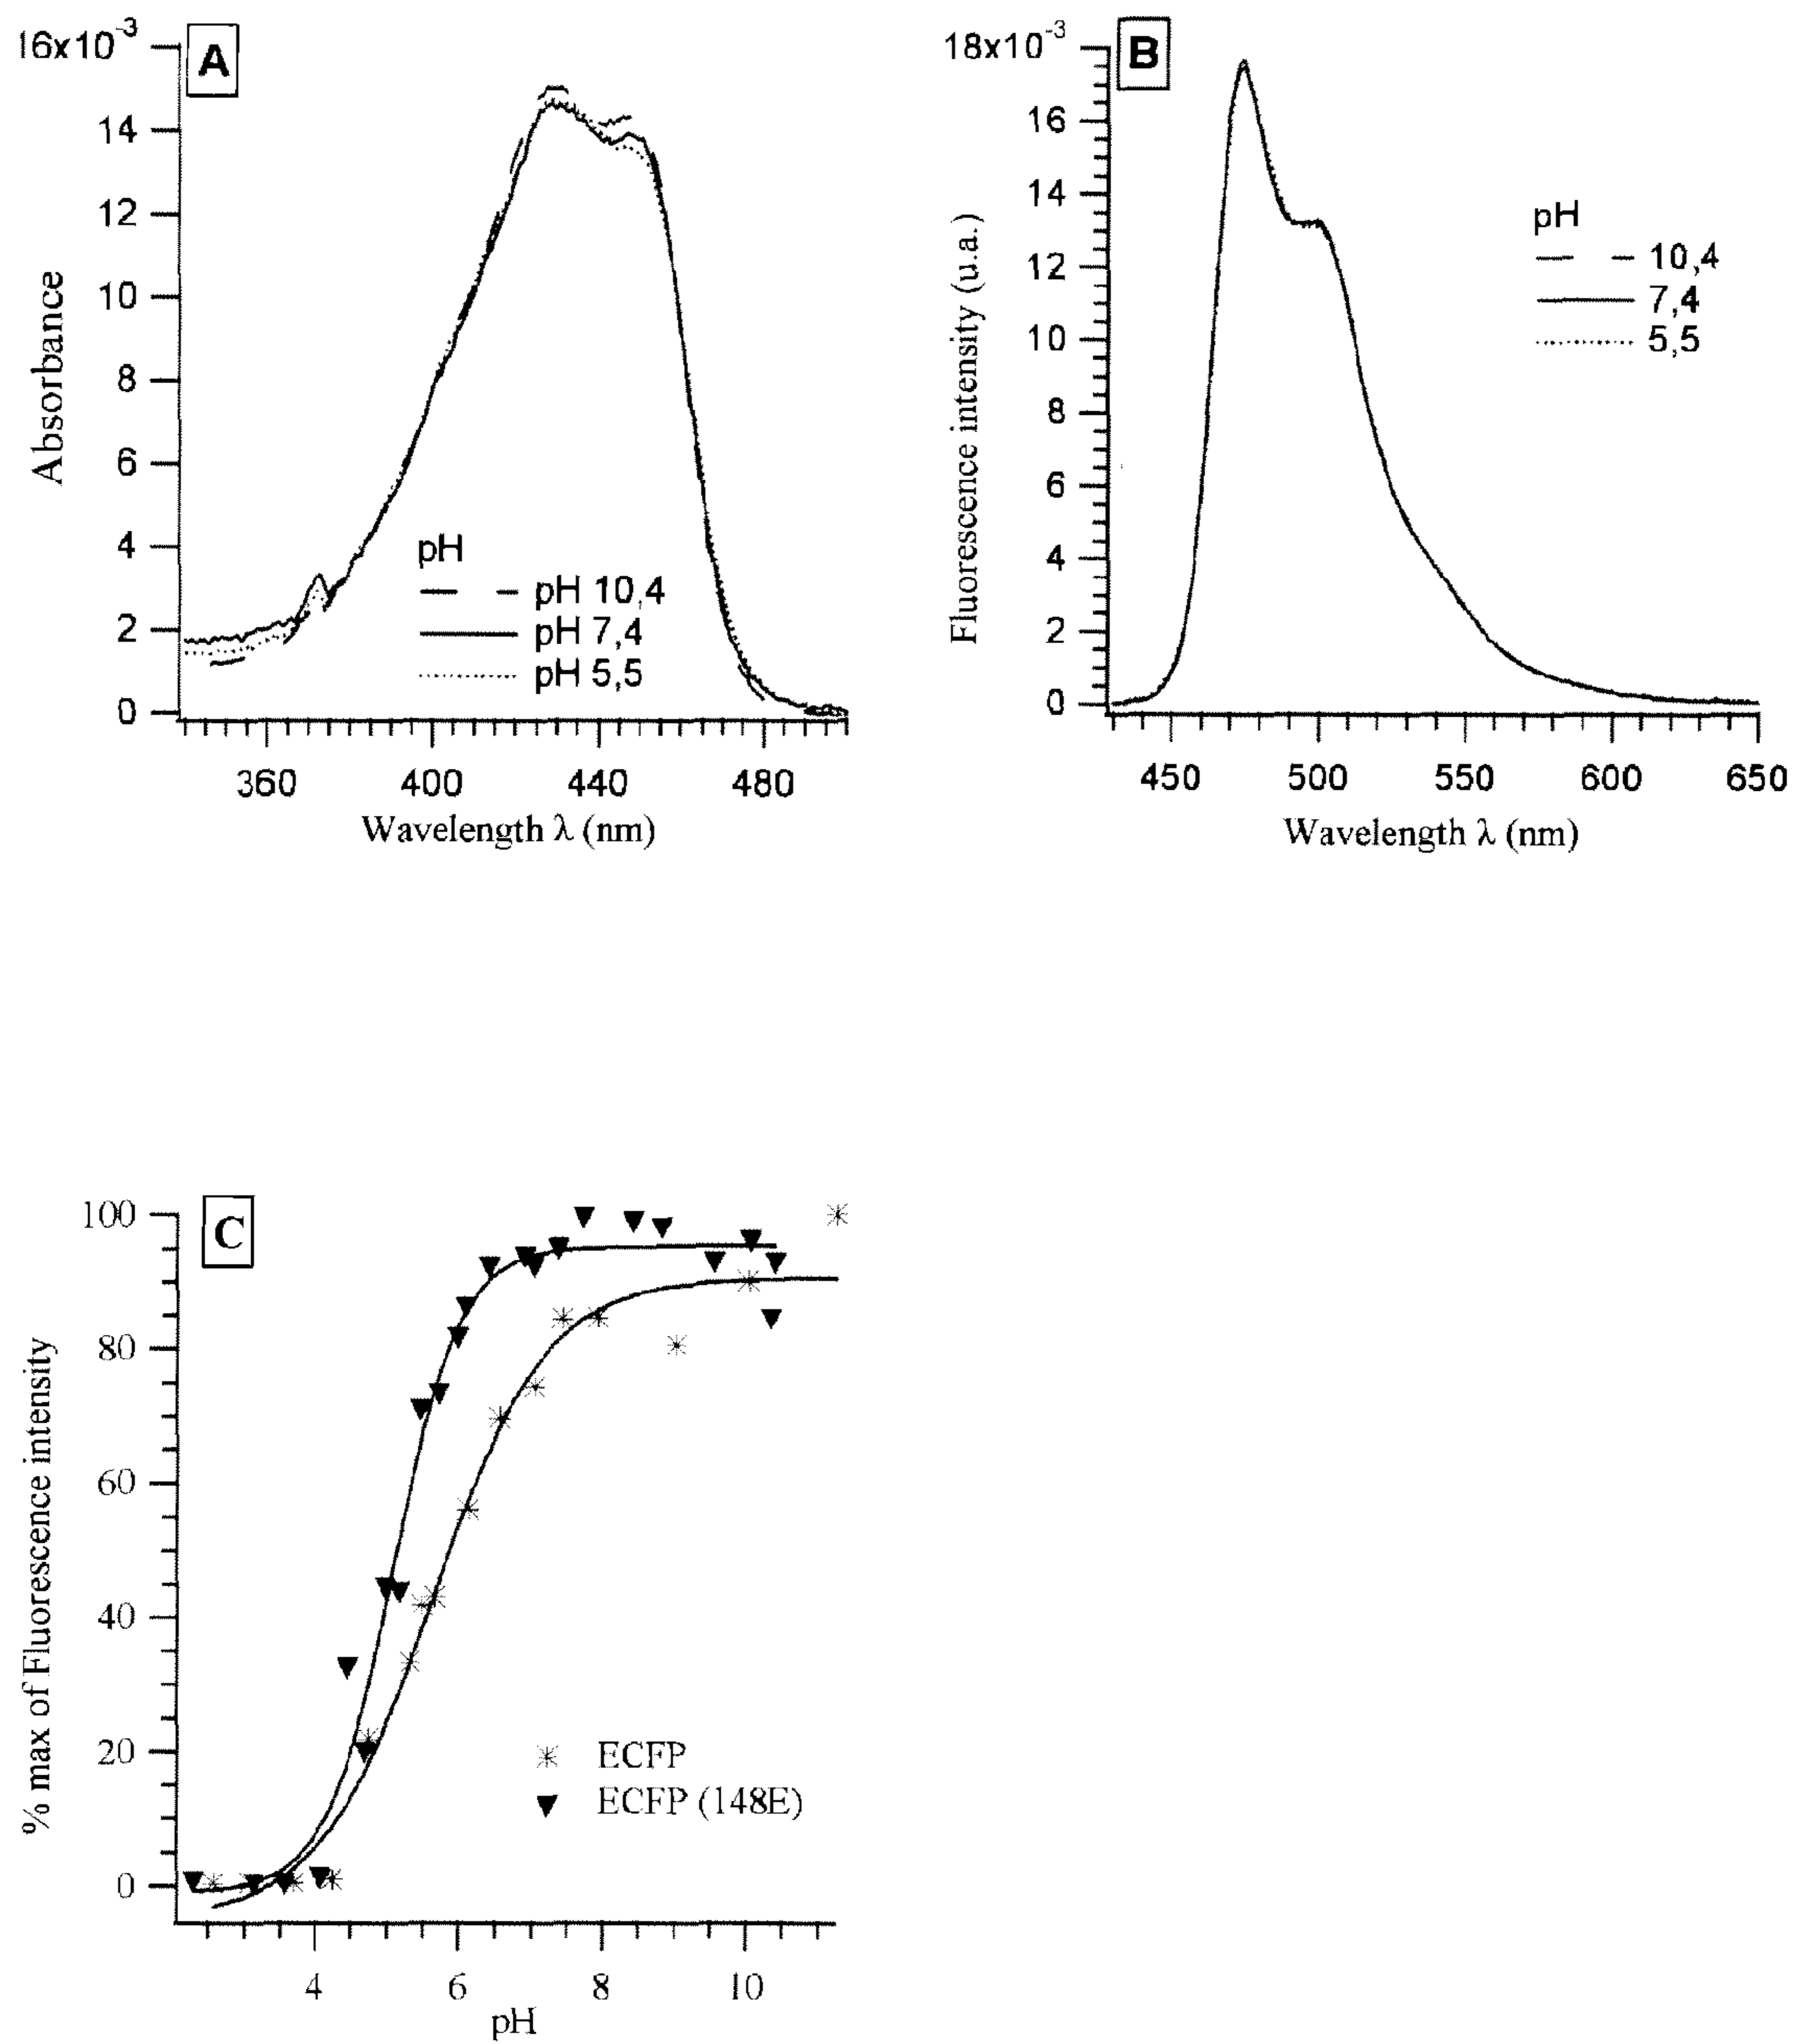 A
16x10-3
14
12
10
8
6
4
2
0
Absorbance
pH
pH 10,4
pH 7,4
pH 5,5
360 400 440 480
Wavelength λ (nm)
B
18x10-3
16
14
12
10
8
6
4
2
0
Fluorescence intensity (u.a.)
pH
10,4
7,4
5,5
450 500 550 600 650
Wavelength λ (nm)
C
100
80
60
40
20
0
% max of Fluorescence intensity
ECFP
ECFP (148E)
4 6 8 10
pH